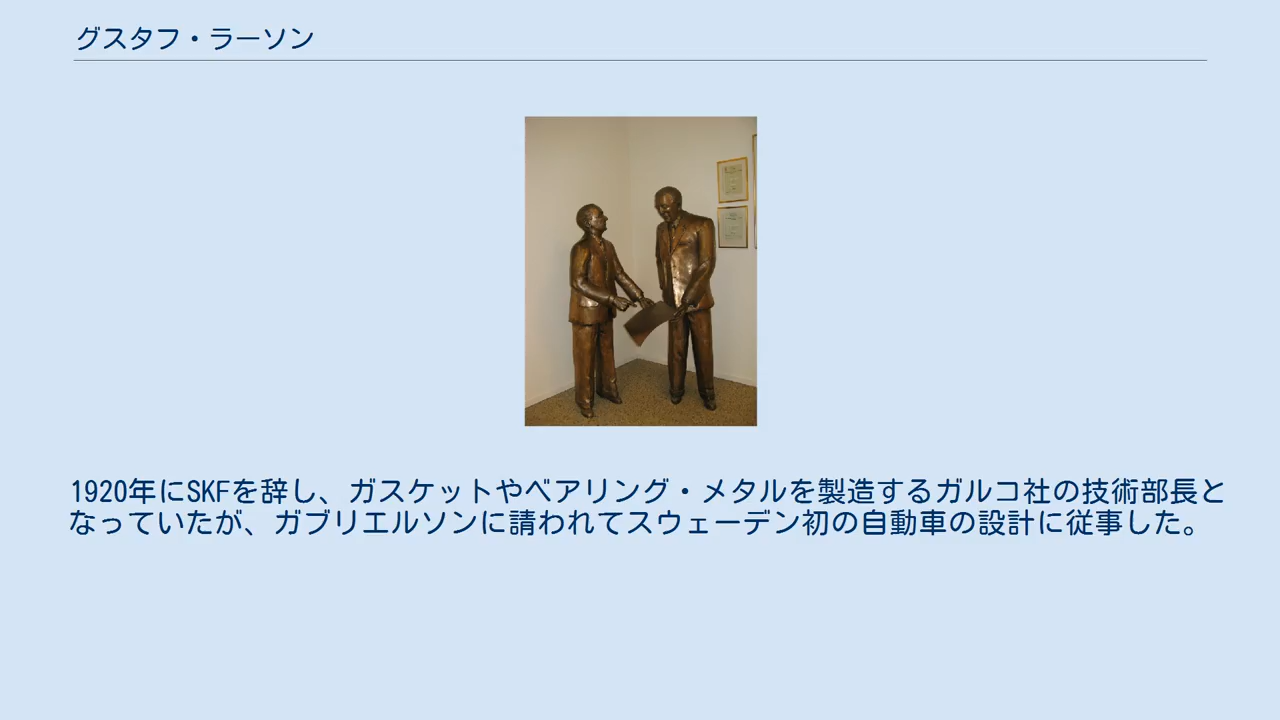 グスタフ・ラーソン
1920年にSKFを辞し、ガスケットやベアリング・メタルを製造するガルコ社の技術部長と
なっていたが、ガブリエルソンに請われてスウェーデン初の自動車の設計に従事した。